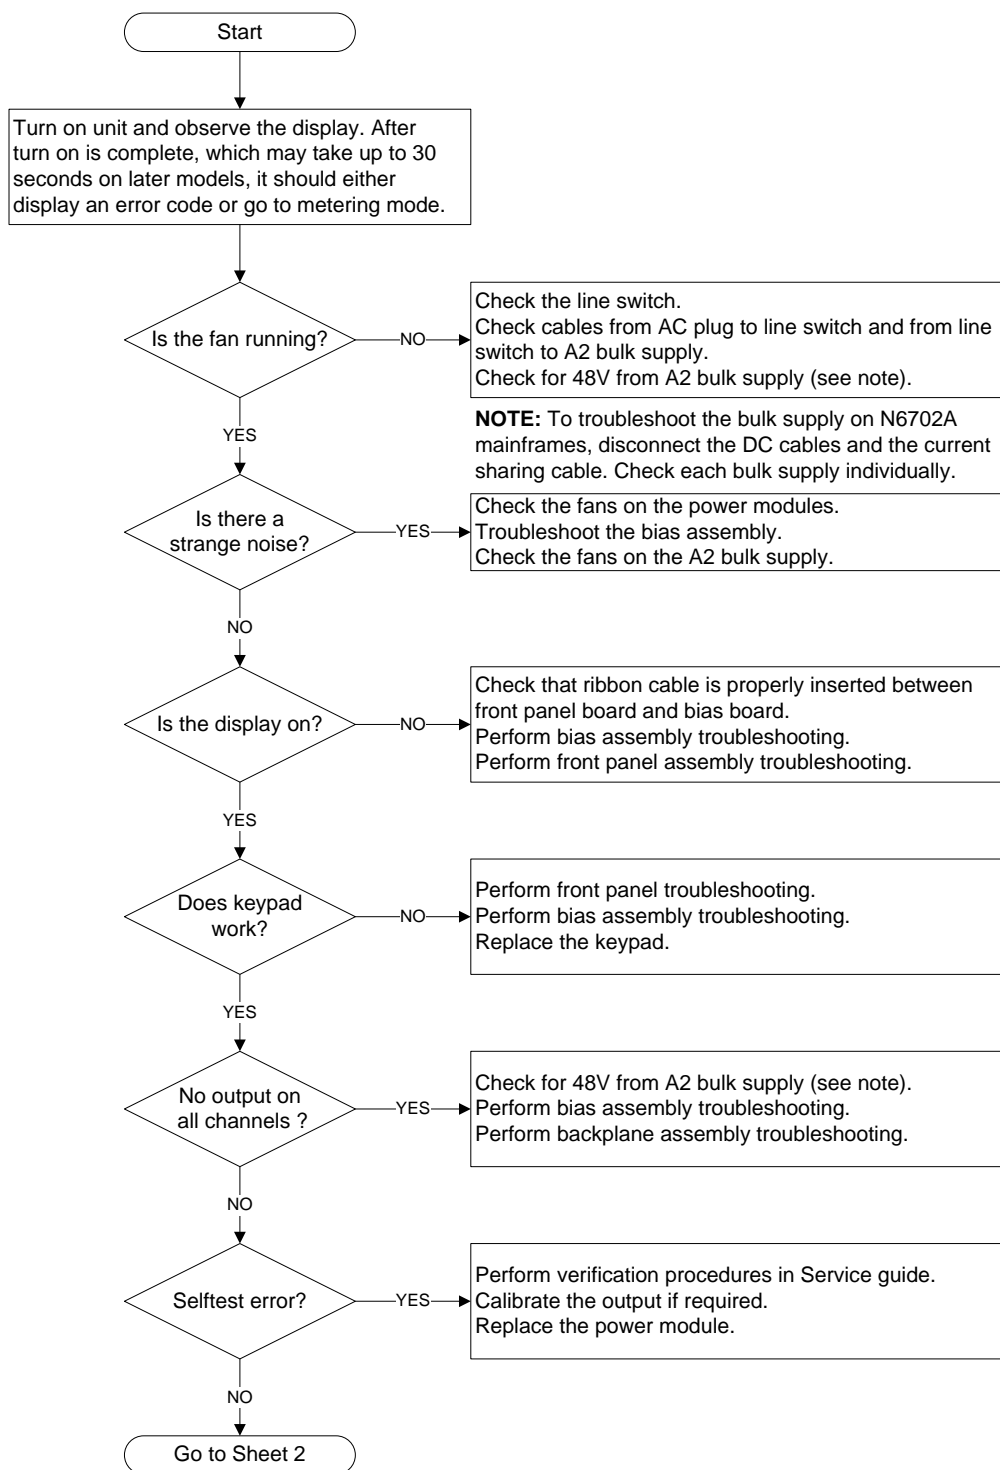 Start
Turn on unit and observe the display. After
turn on is complete, which may take up to 30
seconds on later models, it should either
display an error code or go to metering mode.
Is the fan running?
NO
Check the line switch.
Check cables from AC plug to line switch and from line
switch to A2 bulk supply.
Check for 48V from A2 bulk supply (see note).
NOTE: To troubleshoot the bulk supply on N6702A
mainframes, disconnect the DC cables and the current
sharing cable. Check each bulk supply individually.
YES
Is there a
strange noise?
YES
Check the fans on the power modules.
Troubleshoot the bias assembly.
Check the fans on the A2 bulk supply.
NO
Is the display on?
NO
Check that ribbon cable is properly inserted between
front panel board and bias board.
Perform bias assembly troubleshooting.
Perform front panel assembly troubleshooting.
YES
Does keypad
work?
NO
Perform front panel troubleshooting.
Perform bias assembly troubleshooting.
Replace the keypad.
YES
No output on
all channels ?
YES
Check for 48V from A2 bulk supply (see note).
Perform bias assembly troubleshooting.
Perform backplane assembly troubleshooting.
NO
Selftest error?
YES
Perform verification procedures in Service guide.
Calibrate the output if required.
Replace the power module.
NO
Go to Sheet 2